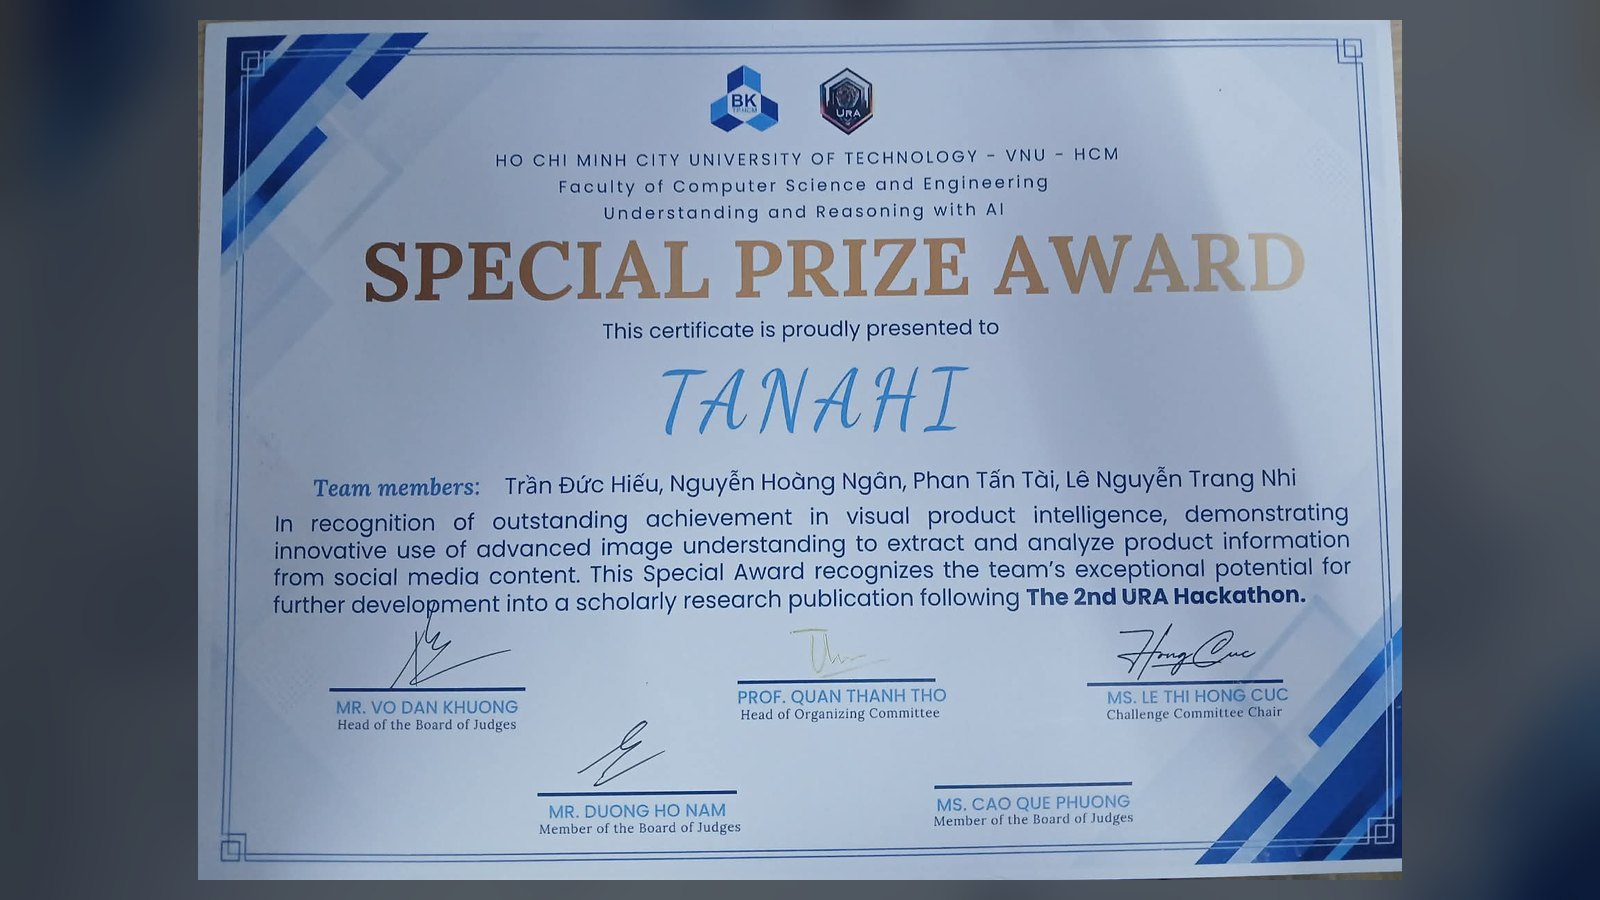 BK
TP.HCM
URA
HO CHI MINH CITY UNIVERSITY OF TECHNOLOGY - VNU - HCM
Faculty of Computer Science and Engineering
Understanding and Reasoning with AI
SPECIAL PRIZE AWARD
This certificate is proudly presented to
TANAHI
Team members: Trần Đức Hiếu, Nguyễn Hoàng Ngân, Phan Tấn Tài, Lê Nguyễn Trang Nhi
In recognition of outstanding achievement in visual product intelligence, demonstrating
innovative use of advanced image understanding to extract and analyze product information
from social media content. This Special Award recognizes the team's exceptional potential for
further development into a scholarly research publication following The 2nd URA Hackathon.
Hong Cuc
MR. VO DAN KHUONG
Head of the Board of Judges
PROF. QUAN THANH THO
Head of Organizing Committee
MS. LE THI HONG CUC
Challenge Committee Chair
MR. DUONG HO NAM
Member of the Board of Judges
MS. CAO QUE PHUONG
Member of the Board of Judges